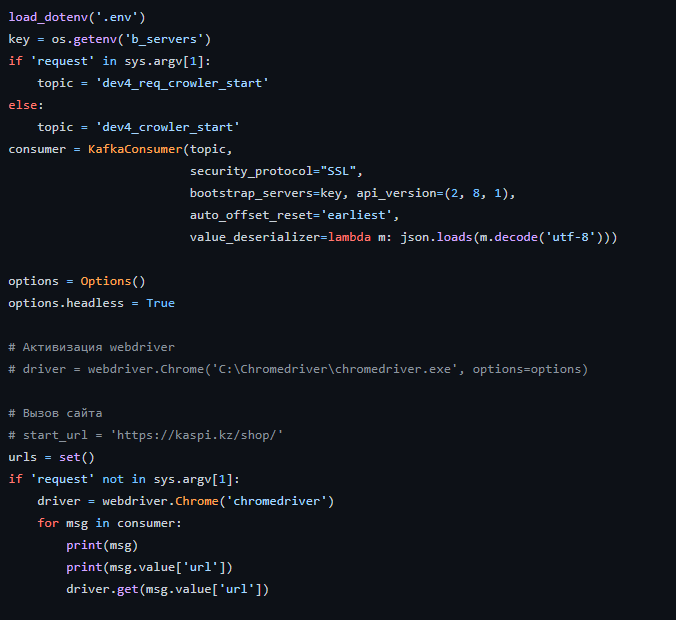 load_dotenv('.env')
key = os.getenv('b_servers')
if 'request' in sys.argv[1]:
    topic = 'dev4_req_crowler_start'
else:
    topic = 'dev4_crowler_start'
consumer = KafkaConsumer(topic,
                         security_protocol="SSL",
                         bootstrap_servers=key, api_version=(2, 8, 1),
                         auto_offset_reset='earliest',
                         value_deserializer=lambda m: json.loads(m.decode('utf-8')))

options = Options()
options.headless = True

# Активизация webdriver
# driver = webdriver.Chrome('C:\Chromedriver\chromedriver.exe', options=options)

# Вызов сайта
# start_url = 'https://kaspi.kz/shop/'
urls = set()
if 'request' not in sys.argv[1]:
    driver = webdriver.Chrome('chromedriver')
    for msg in consumer:
        print(msg)
        print(msg.value['url'])
        driver.get(msg.value['url'])